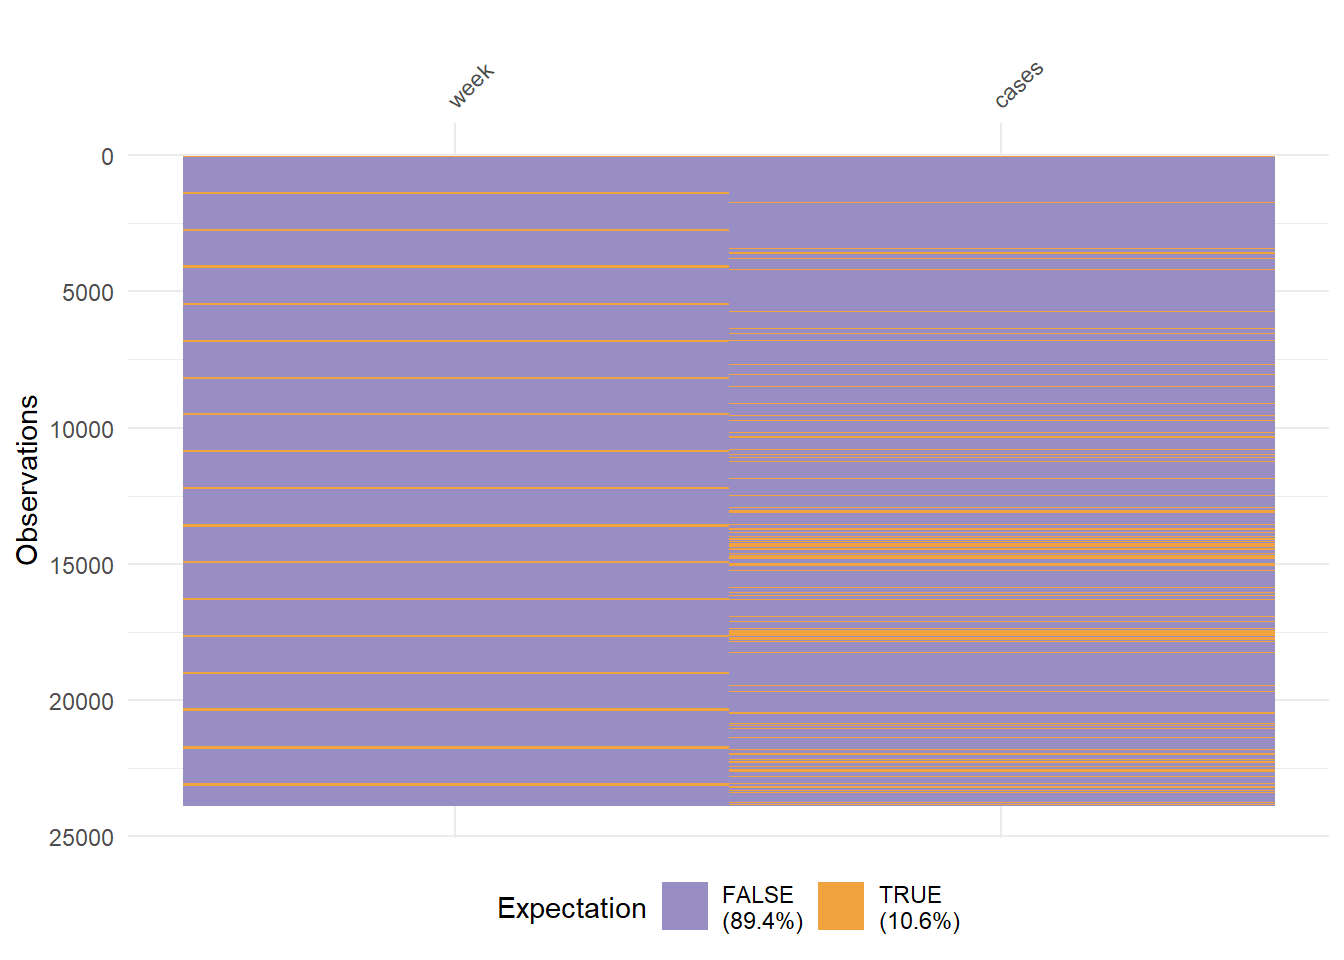 week
cases
0
5000
10000
15000
20000
25000
Observations
Expectation
FALSE
(89.4%)
TRUE
(10.6%)